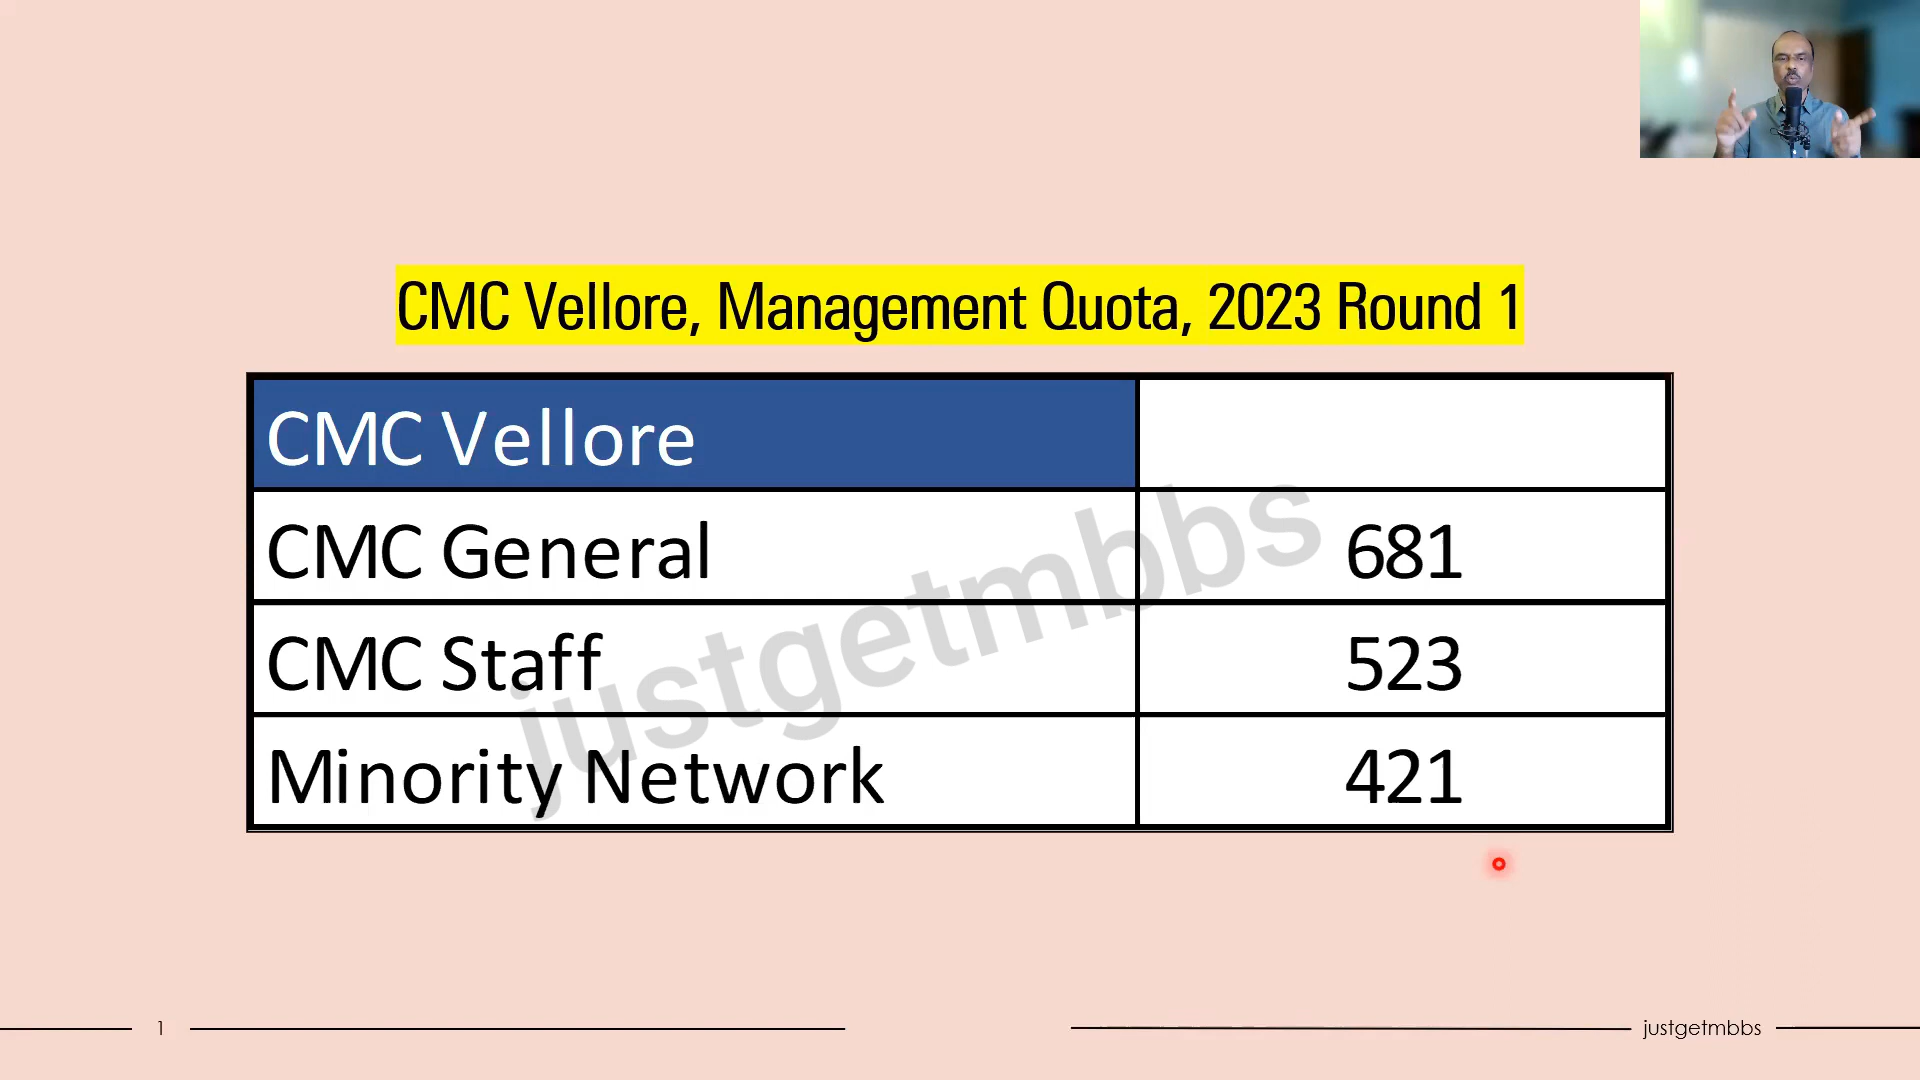 CMC Vellore, Management Quota, 2023 Round 1
CMC Vellore
CMC General 681
CMC Staff 523
Minority Network 421
justgetmbbs
1
justgetmbbs